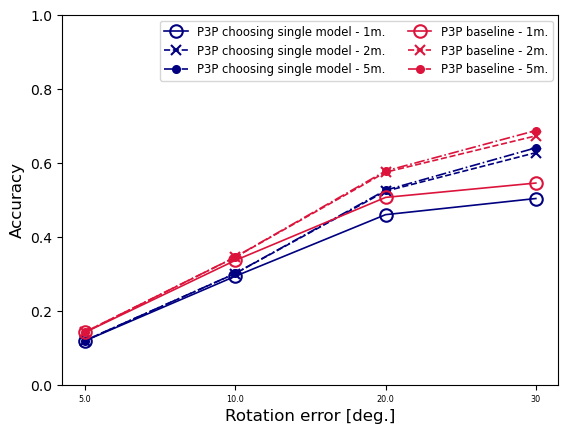 P3P choosing single model - 1m.
P3P choosing single model - 2m.
P3P choosing single model - 5m.
P3P baseline - 1m.
P3P baseline - 2m.
P3P baseline - 5m.
1.0
0.8
0.6
0.4
0.2
0.0
Accuracy
5.0 10.0 20.0 30
Rotation error [deg.]